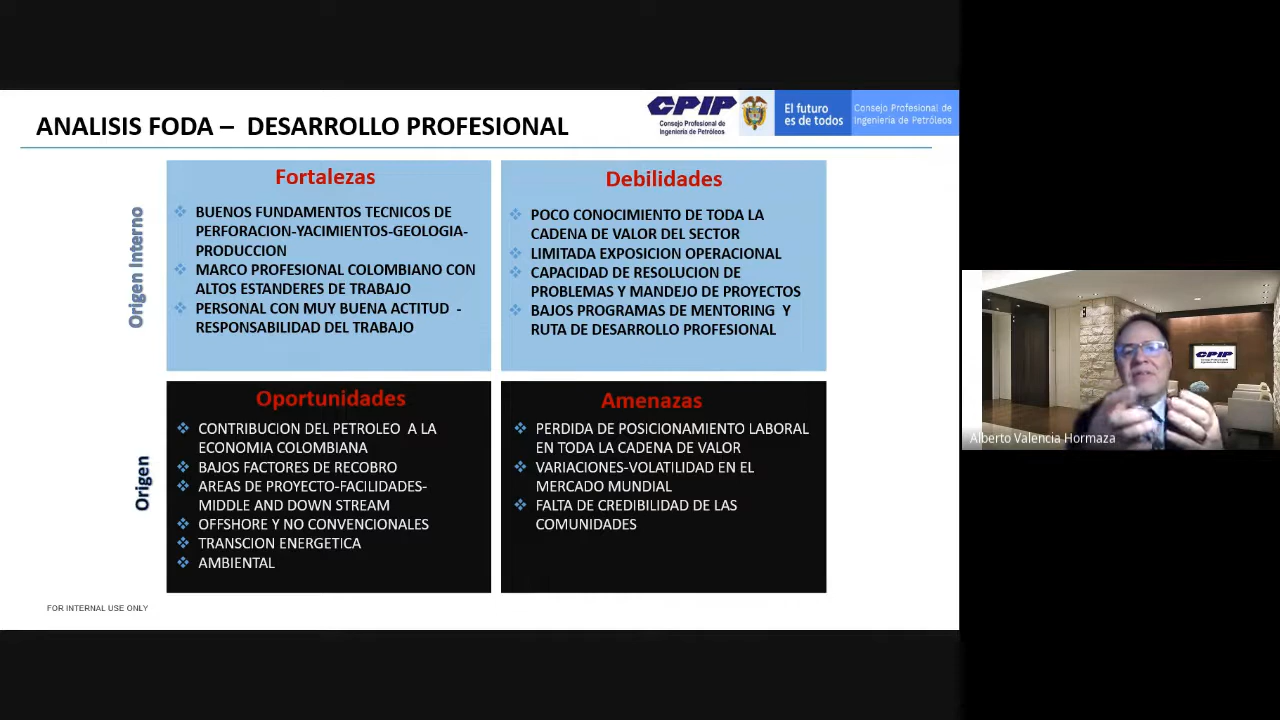 ANALISIS FODA – DESARROLLO PROFESIONAL
CPIP
Consejo Profesional de
Ingeniería de Petróleos
El futuro
es de todos
Consejo Profesional de
Ingeniería de Petróleos
Origen Interno
Fortalezas
BUENOS FUNDAMENTOS TECNICOS DE
PERFORACION-YACIMIENTOS-GEOLOGIA-
PRODUCCION
MARCO PROFESIONAL COLOMBIANO CON
ALTOS ESTANDERES DE TRABAJO
PERSONAL CON MUY BUENA ACTITUD -
RESPONSABILIDAD DEL TRABAJO
Debilidades
POCO CONOCIMIENTO DE TODA LA
CADENA DE VALOR DEL SECTOR
LIMITADA EXPOSICION OPERACIONAL
CAPACIDAD DE RESOLUCION DE
PROBLEMAS Y MANDEJO DE PROYECTOS
BAJOS PROGRAMAS DE MENTORING Y
RUTA DE DESARROLLO PROFESIONAL
Origen
Oportunidades
CONTRIBUCION DEL PETROLEO A LA
ECONOMIA COLOMBIANA
BAJOS FACTORES DE RECOBRO
AREAS DE PROYECTO-FACILIDADES-
MIDDLE AND DOWN STREAM
OFFSHORE Y NO CONVENCIONALES
TRANSCION ENERGETICA
AMBIENTAL
Amenazas
PERDIDA DE POSICIONAMIENTO LABORAL
EN TODA LA CADENA DE VALOR
VARIACIONES-VOLATILIDAD EN EL
MERCADO MUNDIAL
FALTA DE CREDIBILIDAD DE LAS
COMUNIDADES
FOR INTERNAL USE ONLY
CPIP
Alberto Valencia Hormaza